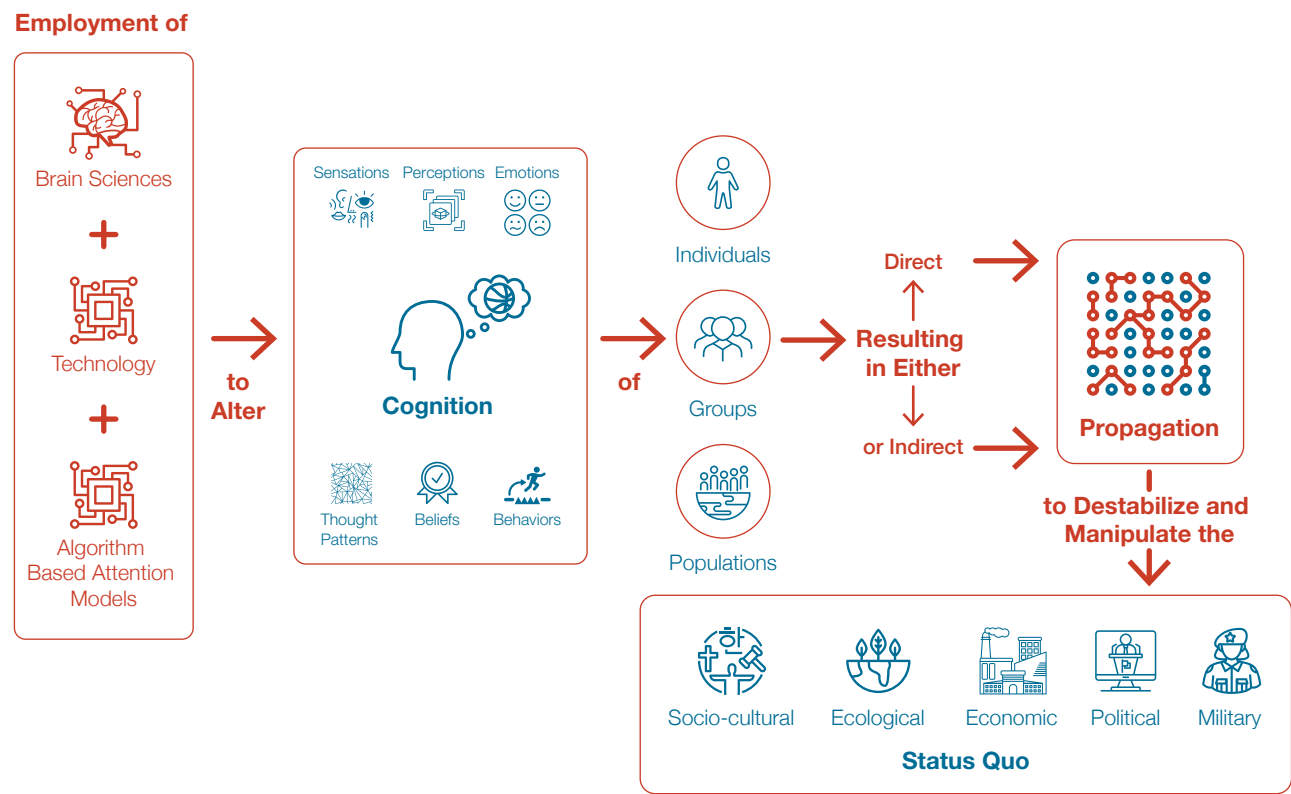 Employment of
Brain Sciences
Technology
Algorithm
Based Attention
Models
to
Alter
Sensations
Perceptions
Emotions
Cognition
Thought
Patterns
Beliefs
Behaviors
of
Individuals
Groups
Populations
Resulting
in Either
Direct
or Indirect
Propagation
to Destabilize and
Manipulate the
한
Socio-cultural
Ecological
Economic
Political
Military
Status Quo